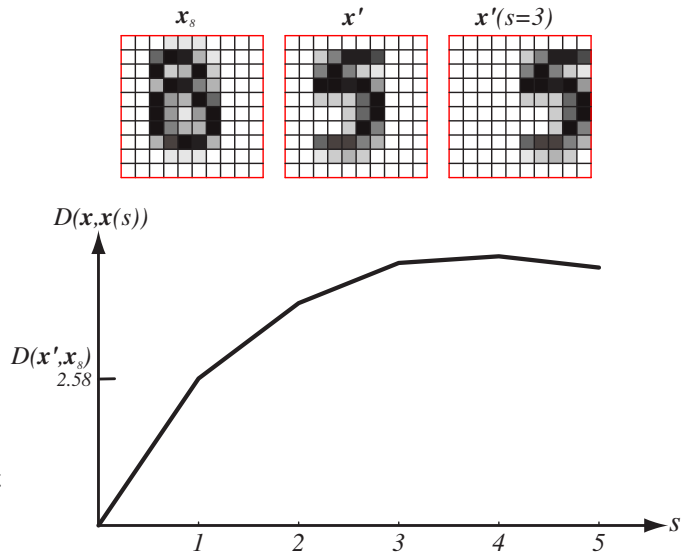 x₈ x' x'(s=3)
D(x,x(s))
D(x',x₈)
2.58
1 2 3 4 5 s